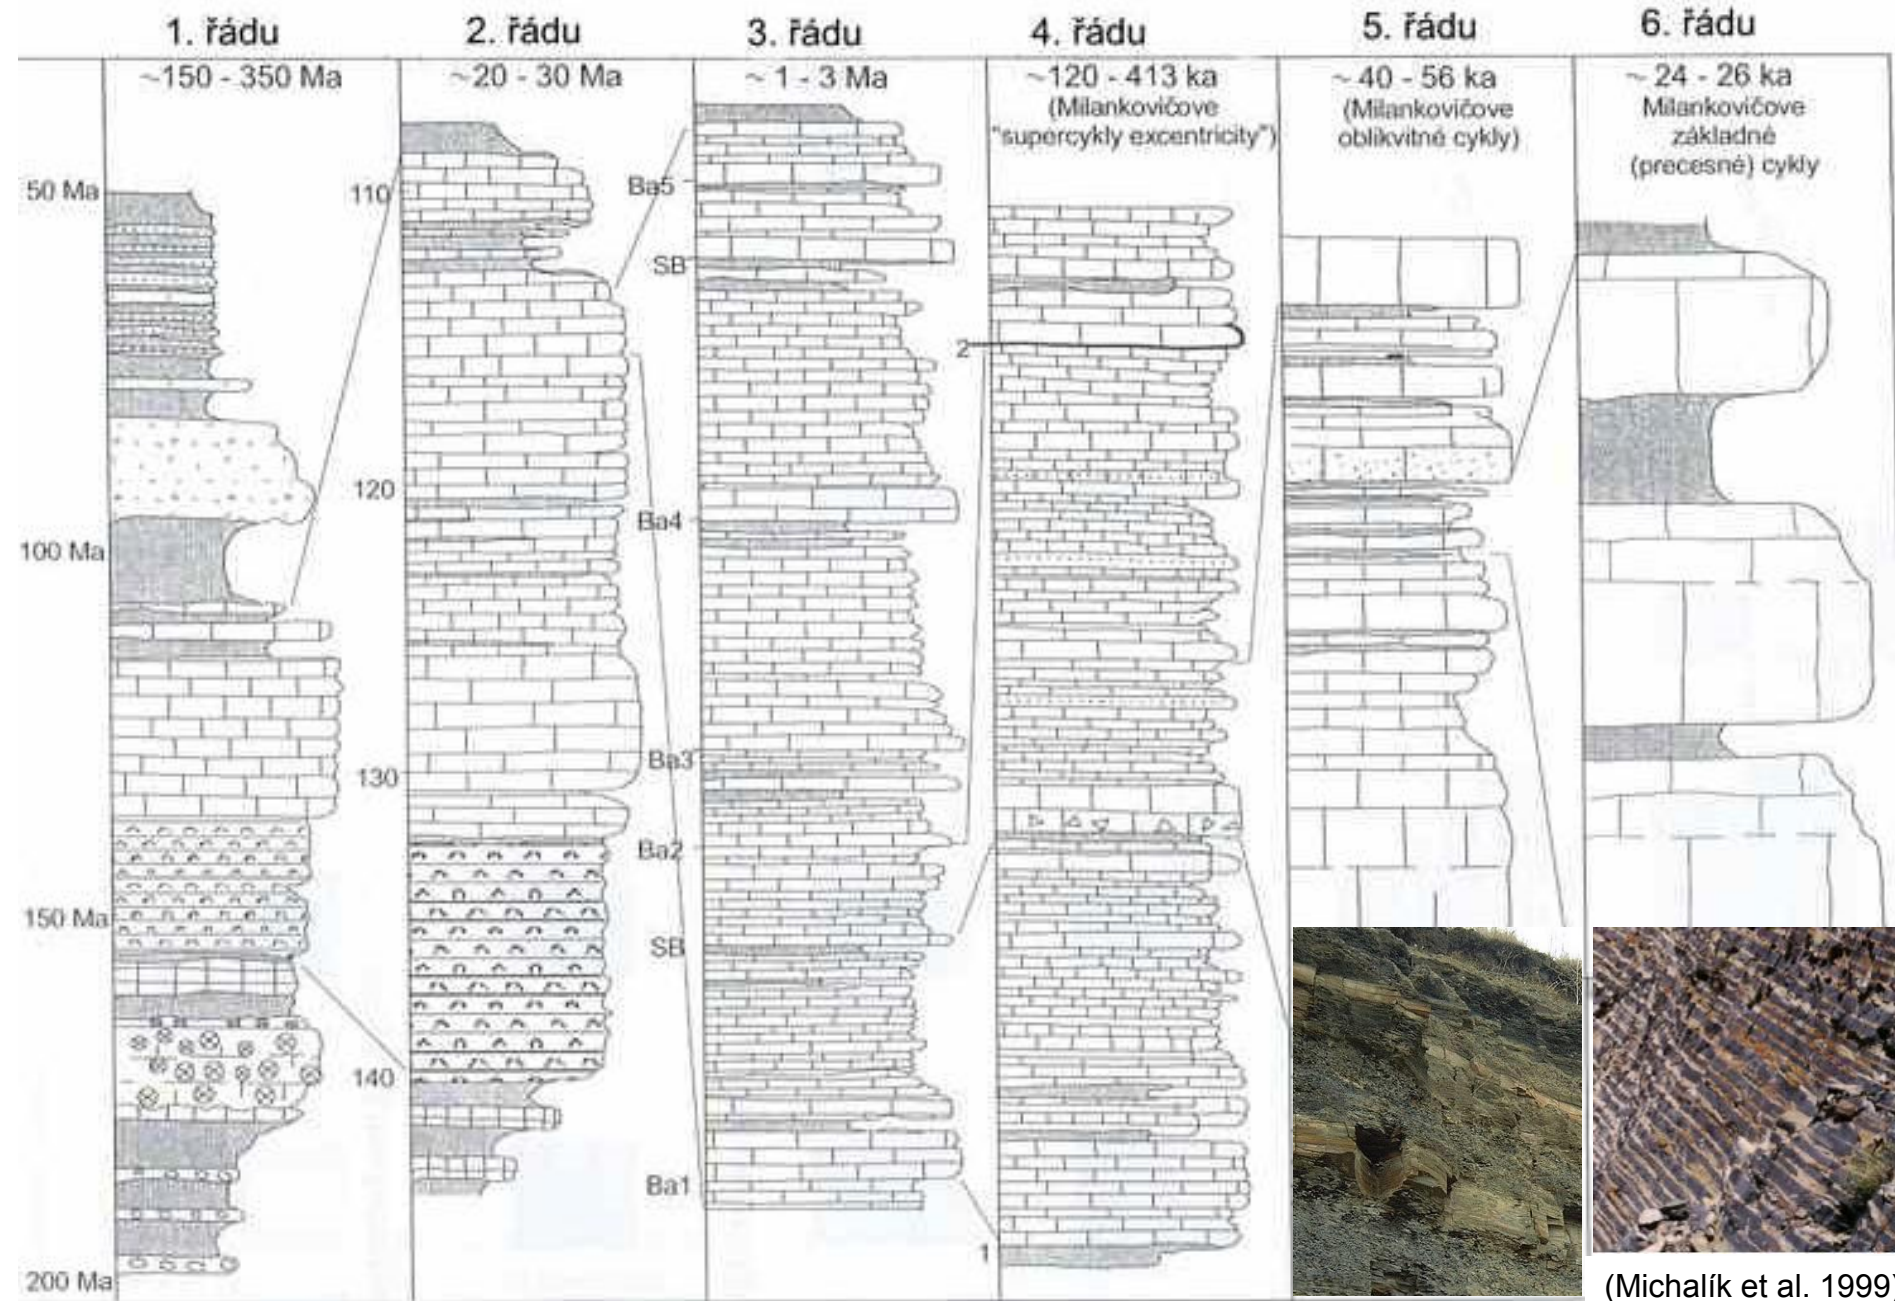 1. řádu
2. řádu
3. řádu
4. řádu
5. řádu
6. řádu
~150 - 350 Ma
~20 - 30 Ma
~ 1 - 3 Ma
~120 - 413 ka
(Milankovičove
"supercykly excentricity")
~ 40 - 56 ka
(Milankovičove
oblikvitné cykly)
~ 24 - 26 ka
Milankovičove
základné
(precesné) cykly
50 Ma
100 Ma
150 Ma
200 Ma
110
120
130
140
Ba5
SB
Ba4
Ba3
Ba2
SB
Ba1
2
1
(Michalík et al. 1999)